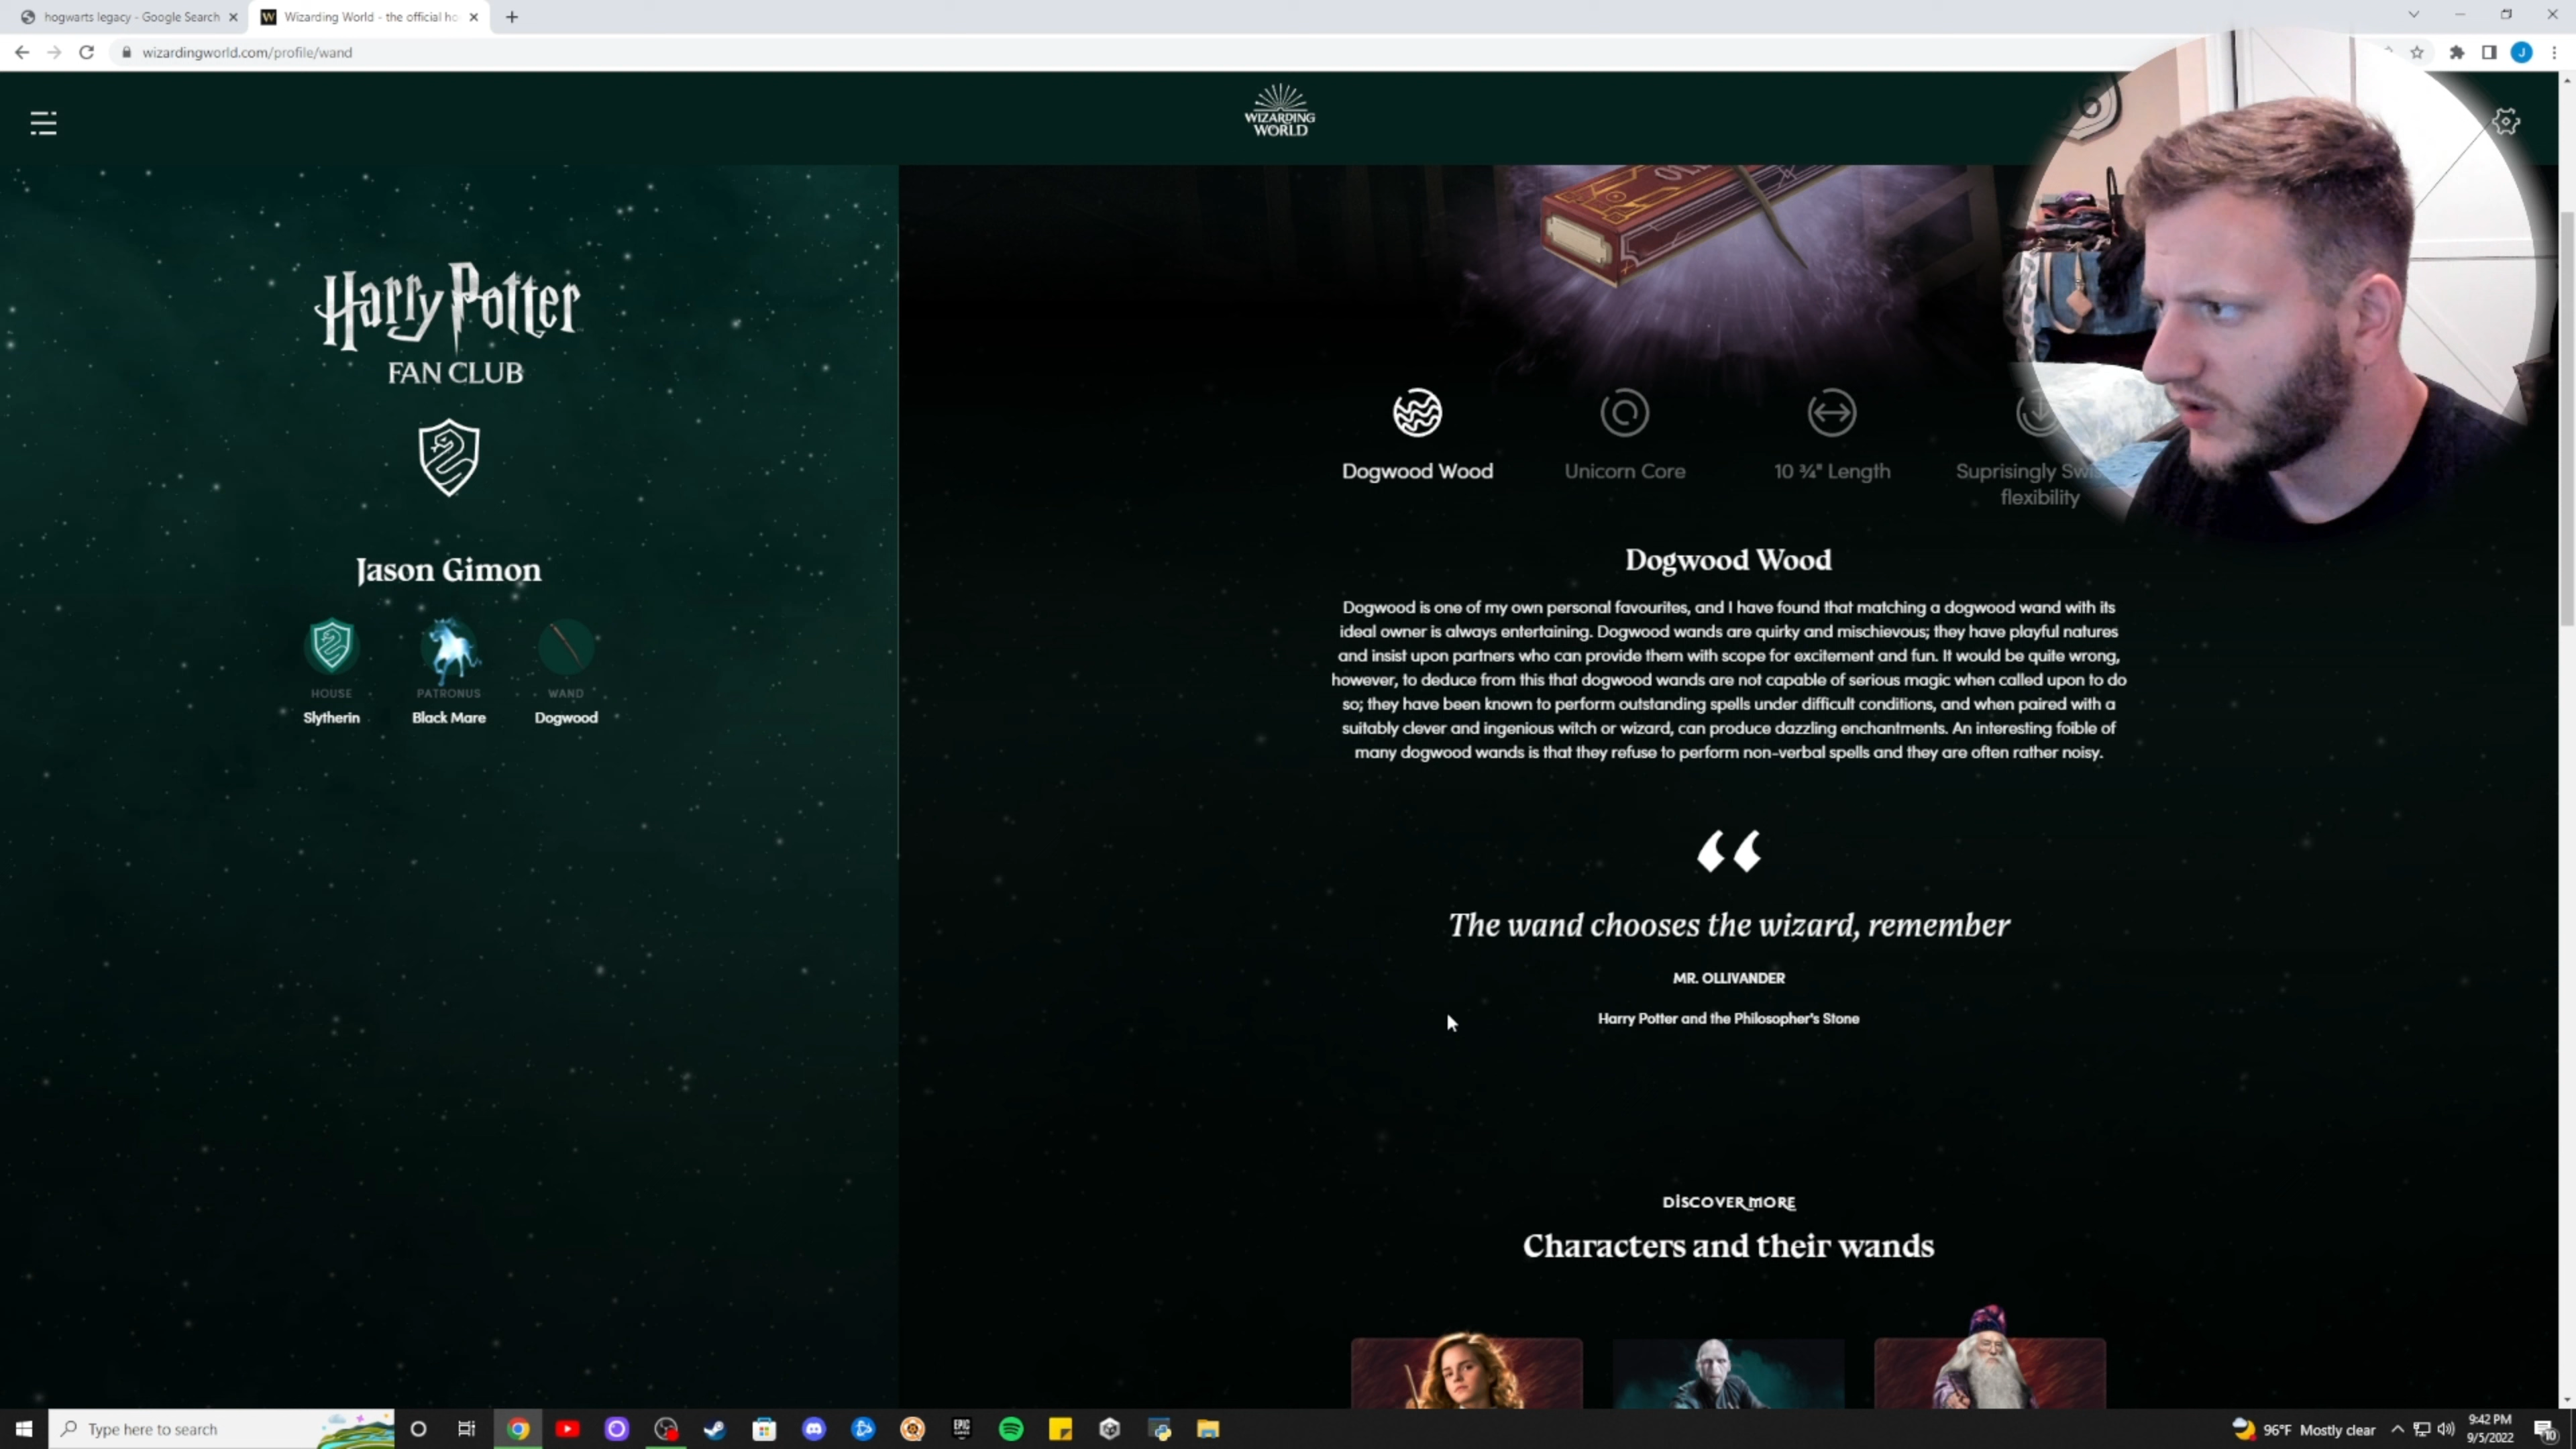 hogwarts legacy - Google Search
Wizarding World - the official ho
wizardingworld.com/profile/wand
J
WIZARDING
WORLD
Harry Potter
FAN CLUB
Jason Gimon
HOUSE
PATRONUS
WAND
Slytherin
Black Mare
Dogwood
Dogwood Wood
Unicorn Core
10 ¾" Length
Suprisingly
flexibility
Dogwood Wood
Dogwood is one of my own personal favourites, and I have found that matching a dogwood wand with its
ideal owner is always entertaining. Dogwood wands are quirky and mischievous; they have playful natures
and insist upon partners who can provide them with scope for excitement and fun. It would be quite wrong,
however, to deduce from this that dogwood wands are not capable of serious magic when called upon to do
so; they have been known to perform outstanding spells under difficult conditions, and when paired with a
suitably clever and ingenious witch or wizard, can produce dazzling enchantments. An interesting foible of
many dogwood wands is that they refuse to perform non-verbal spells and they are often rather noisy.
“
The wand chooses the wizard, remember
MR. OLLIVANDER
Harry Potter and the Philosopher's Stone
DISCOVER MORE
Characters and their wands
Type here to search
EPIC
GAMES
96°F Mostly clear
9:42 PM
9/5/2022
10